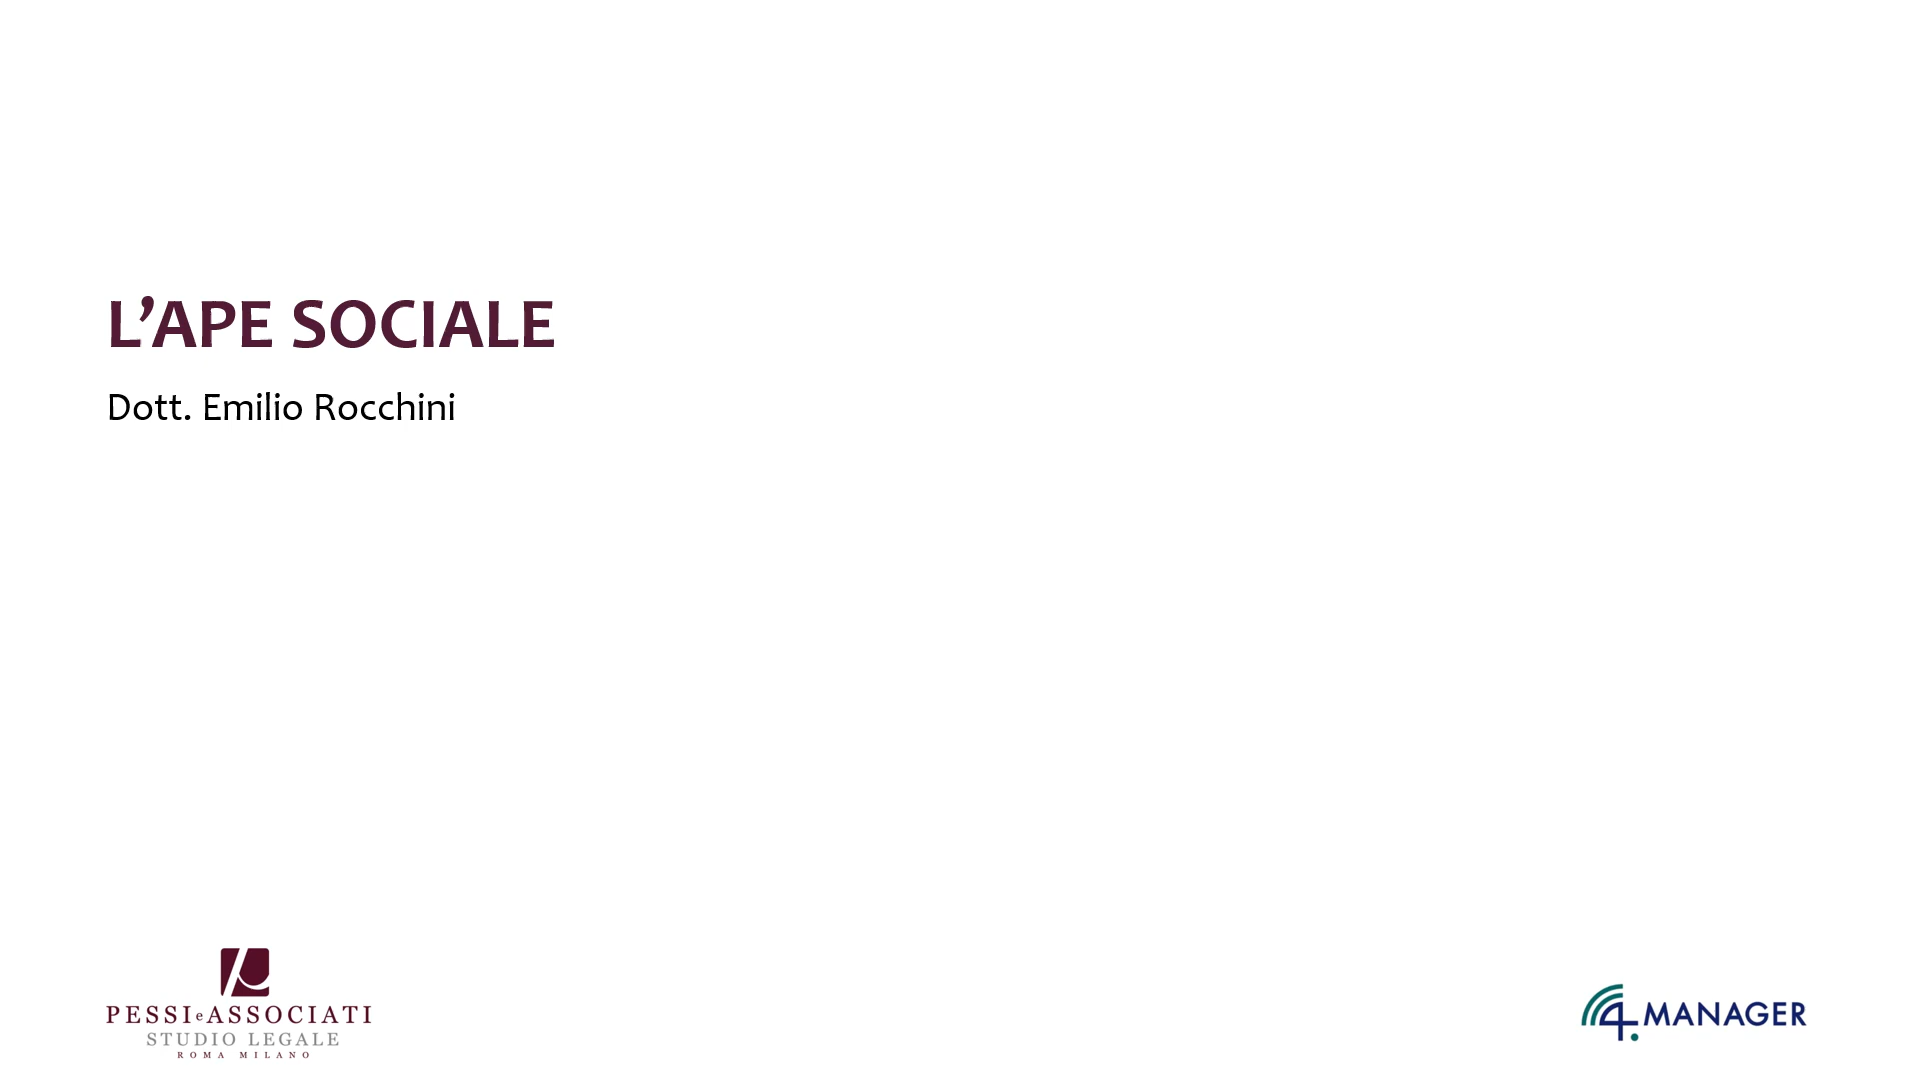 L’APE SOCIALE
Dott. Emilio Rocchini
PESSI e ASSOCIATI
STUDIO LEGALE
ROMA MILANO
4.MANAGER